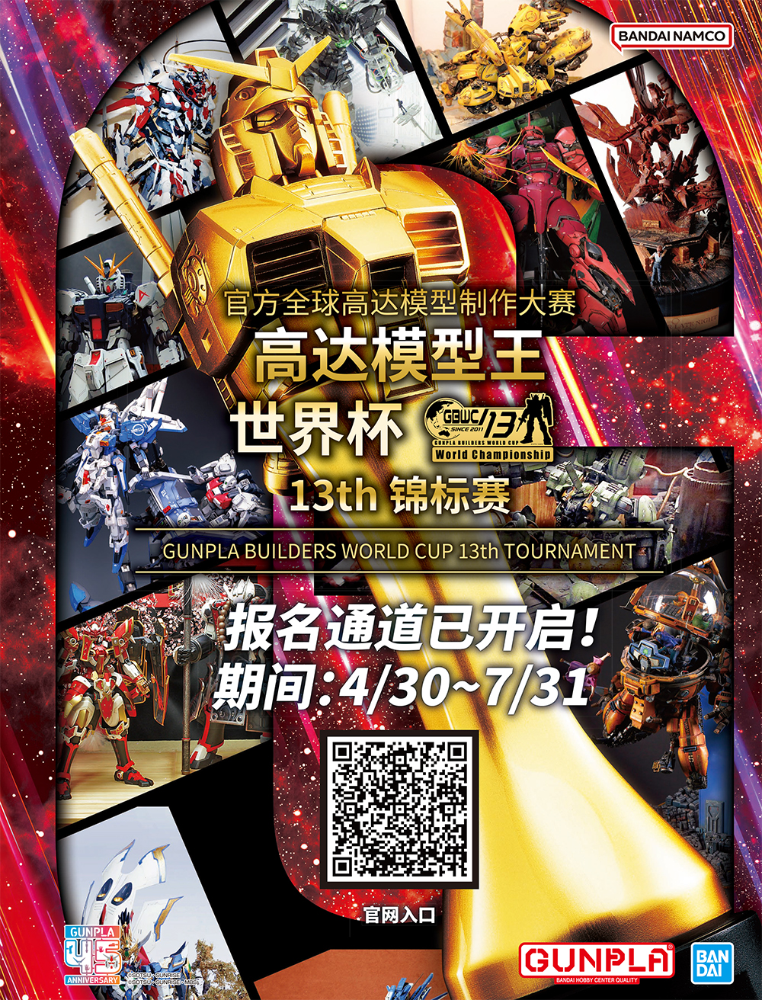 BANDAI NAMCO
官方全球高达模型制作大赛
高达模型王
世界杯
GBWC/13
SINCE 2011
GUNPLA BUILDERS WORLD CUP
World Championship
13th 锦标赛
GUNPLA BUILDERS WORLD CUP 13th TOURNAMENT
报名通道已开启！
期间：4/30~7/31
官网入口
GUNPLA
45
ANNIVERSARY
©SOTSU・SUNRISE
©SOTSU・SUNRISE・MBS
GUNPLA®
BANDAI HOBBY CENTER QUALITY
BAN
DAI